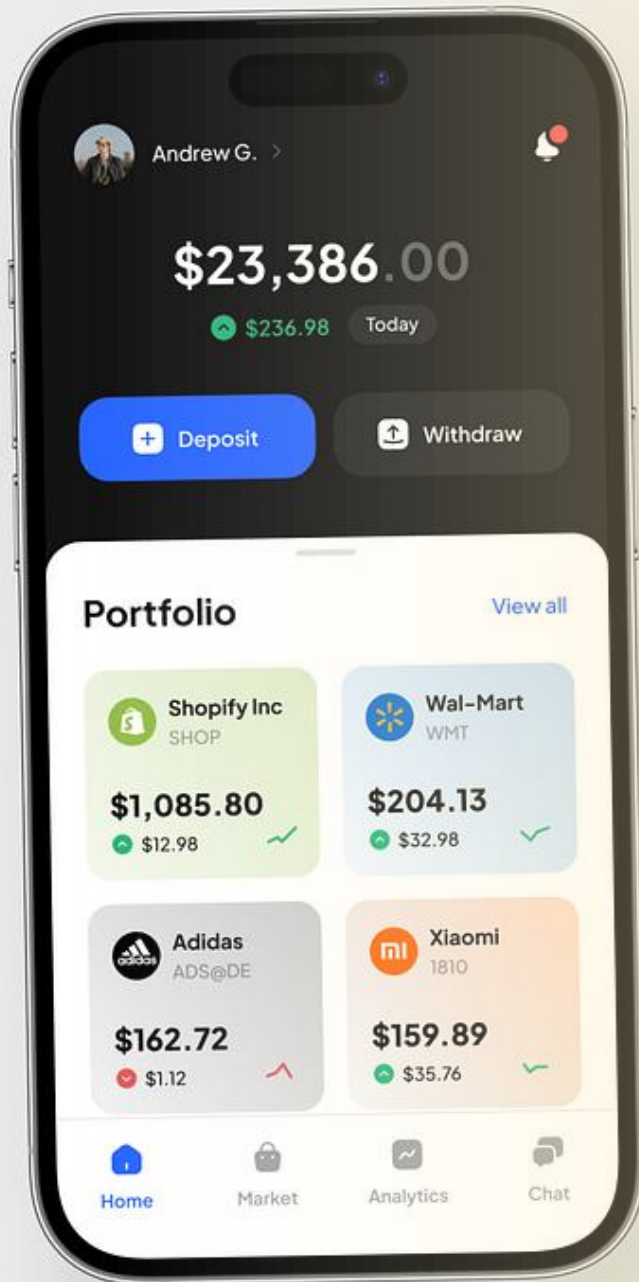 Andrew G. >
$23,386.00
$236.98 Today
Deposit
Withdraw
Portfolio
View all
Shopify Inc
SHOP
$1,085.80
$12.98
Wal-Mart
WMT
$204.13
$32.98
adidas
Adidas
ADS@DE
$162.72
$1.12
mi
Xiaomi
1810
$159.89
$35.76
Home
Market
Analytics
Chat